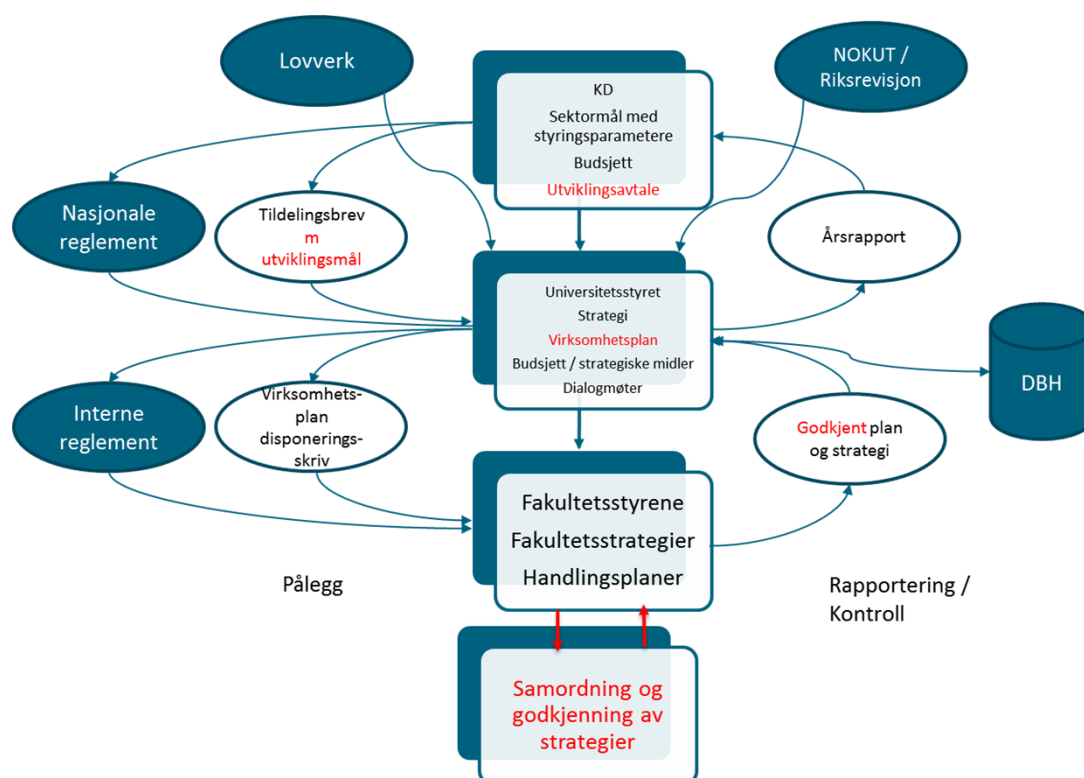 Lovverk
NOKUT /
Riksrevisjon
KD
Sektormål med
styringsparametere
Budsjett
Utviklingsavtale
Nasjonale
reglement
Tildelingsbrev
m
utviklingsmål
Årsrapport
Universitetsstyret
Strategi
Virksomhetsplan
Budsjett / strategiske midler
Dialogmøter
DBH
Interne
reglement
Virksomhets-
plan
disponerings-
skriv
Godkjent plan
og strategi
Fakultetsstyrene
Fakultetsstrategier
Handlingsplaner
Pålegg
Rapportering /
Kontroll
Samordning og
godkjenning av
strategier